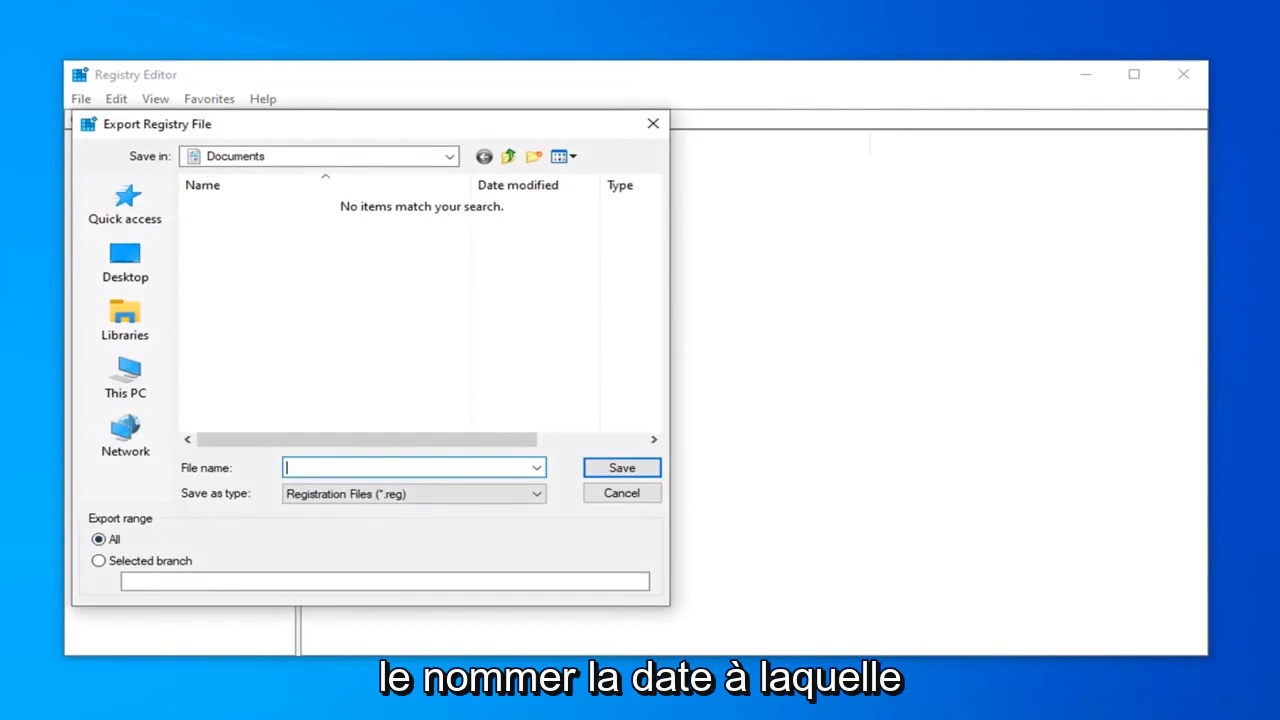 Registry Editor
File Edit View Favorites Help
Export Registry File
Save in: Documents
Name Date modified Type
No items match your search.
Quick access
Desktop
Libraries
This PC
Network
File name: Save
Save as type: Registration Files (*.reg) Cancel
Export range
All
Selected branch
le nommer la date à laquelle